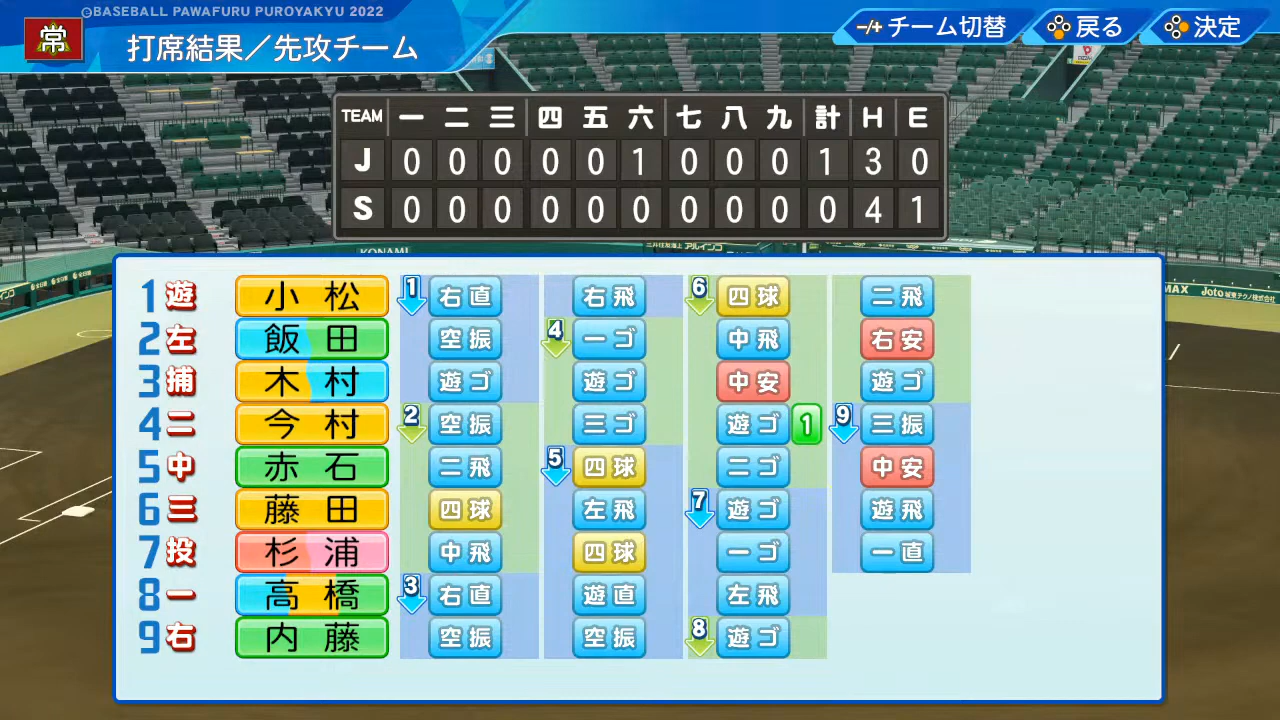 ©BASEBALL PAWAFURU PUROYAKYU 2022
常 打席結果／先攻チーム -/+ チーム切替 戻る 決定
TEAM 一 二 三 四 五 六 七 八 九 計 H E
J 0 0 0 0 0 1 0 0 0 1 3 0
S 0 0 0 0 0 0 0 0 0 0 4 1
KONAMI
1 遊 小松 1 右直 右飛 6 四球 二飛
2 左 飯田 空振 4 一ゴ 中飛 右安
3 捕 木村 遊ゴ 遊ゴ 中安 遊ゴ
4 二 今村 2 空振 三ゴ 遊ゴ 1 9 三振
5 中 赤石 二飛 5 四球 二ゴ 中安
6 三 藤田 四球 左飛 7 遊ゴ 遊飛
7 投 杉浦 中飛 四球 一ゴ 一直
8 一 高橋 3 右直 遊直 左飛
9 右 内藤 空振 空振 8 遊ゴ
MAX Joto